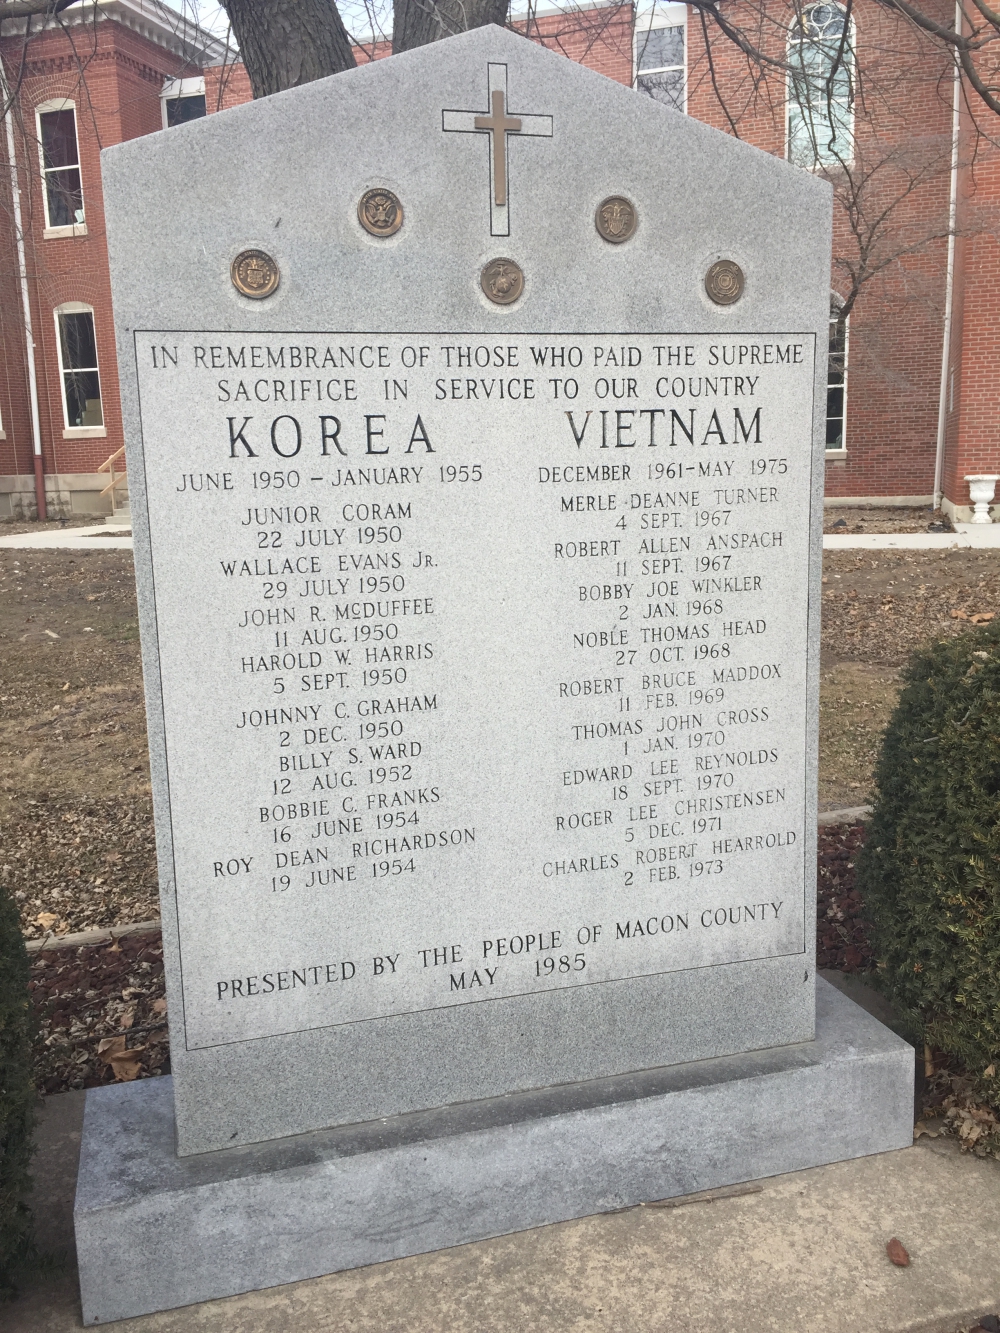 IN REMEMBRANCE OF THOSE WHO PAID THE SUPREME
SACRIFICE IN SERVICE TO OUR COUNTRY
KOREA
JUNE 1950 – JANUARY 1955
JUNIOR CORAM
22 JULY 1950
WALLACE EVANS JR.
29 JULY 1950
JOHN R. MCDUFFEE
11 AUG. 1950
HAROLD W. HARRIS
5 SEPT. 1950
JOHNNY C. GRAHAM
2 DEC. 1950
BILLY S. WARD
12 AUG. 1952
BOBBIE C. FRANKS
16 JUNE 1954
ROY DEAN RICHARDSON
19 JUNE 1954
VIETNAM
DECEMBER 1961-MAY 1975
MERLE DEANNE TURNER
4 SEPT. 1967
ROBERT ALLEN ANSPACH
11 SEPT. 1967
BOBBY JOE WINKLER
2 JAN. 1968
NOBLE THOMAS HEAD
27 OCT. 1968
ROBERT BRUCE MADDOX
11 FEB. 1969
THOMAS JOHN CROSS
1 JAN. 1970
EDWARD LEE REYNOLDS
18 SEPT. 1970
ROGER LEE CHRISTENSEN
5 DEC. 1971
CHARLES ROBERT HEARROLD
2 FEB. 1973
PRESENTED BY THE PEOPLE OF MACON COUNTY
MAY 1985